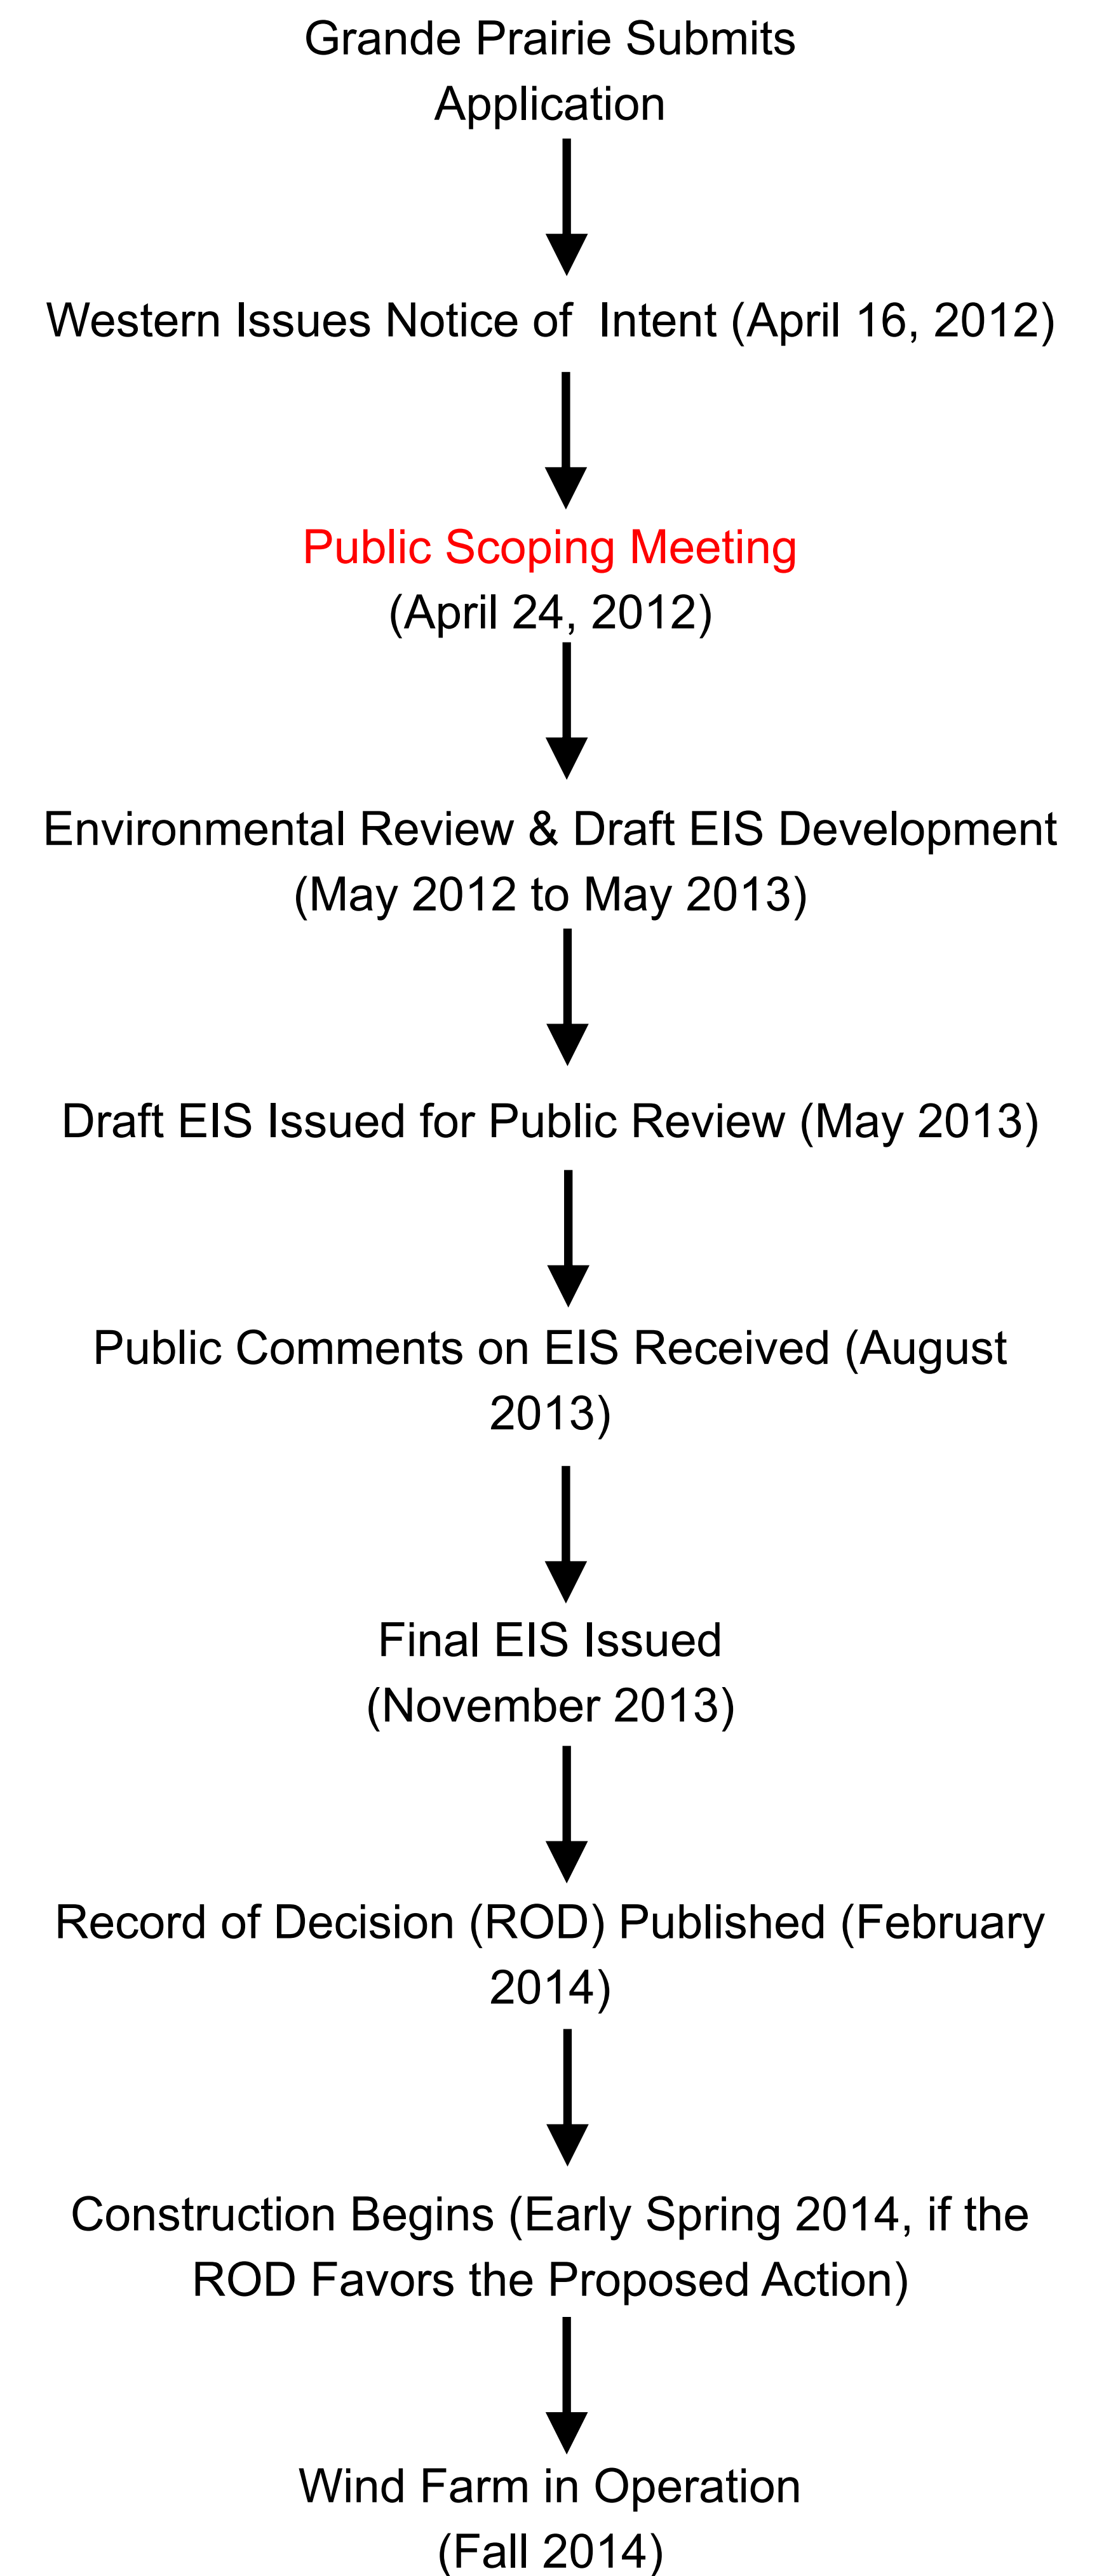 Grande Prairie Submits
Application
Western Issues Notice of  Intent (April 16, 2012)
Public Scoping Meeting
(April 24, 2012)
Environmental Review & Draft EIS Development
(May 2012 to May 2013)
Draft EIS Issued for Public Review (May 2013)
Public Comments on EIS Received (August
2013)
Final EIS Issued
(November 2013)
Record of Decision (ROD) Published (February
2014)
Construction Begins (Early Spring 2014, if the
ROD Favors the Proposed Action)
Wind Farm in Operation
(Fall 2014)